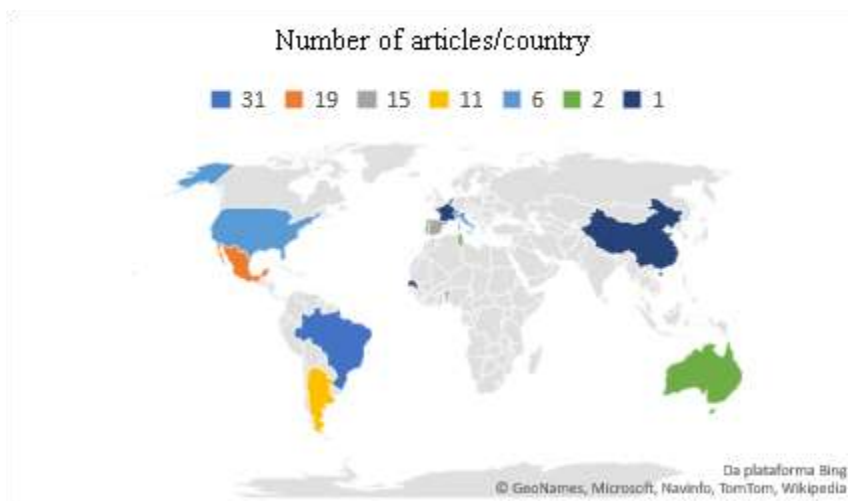 Number of articles/country
31 19 15 11 6 2 1
Da plataforma Bing
© GeoNames, Microsoft, Navinfo, TomTom, Wikipedia